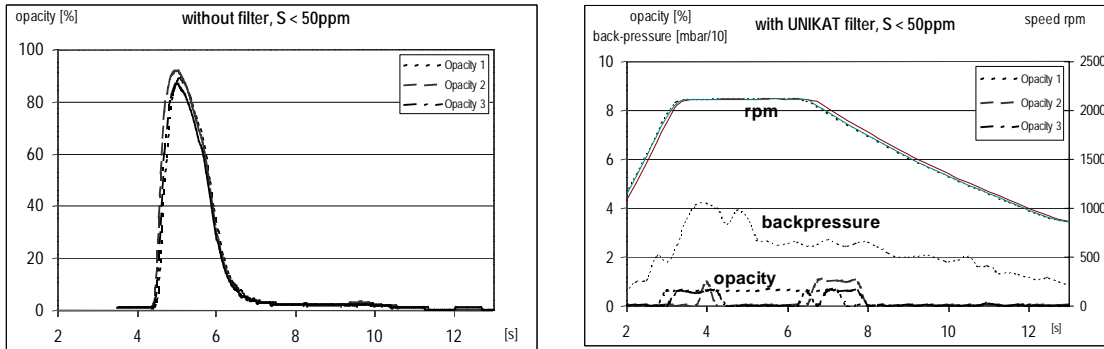 opacity [%]
without filter, S < 50ppm
100
80
60
40
20
0
2
4
6
8
10
12
[s]
Opacity 1
Opacity 2
Opacity 3
opacity [%]
with UNIKAT filter, S < 50ppm
speed rpm
back-pressure [mbar/10]
10
8
6
4
2
0
2500
2000
1500
1000
500
0
2
4
6
8
10
12
[s]
Opacity 1
Opacity 2
Opacity 3
rpm
backpressure
opacity